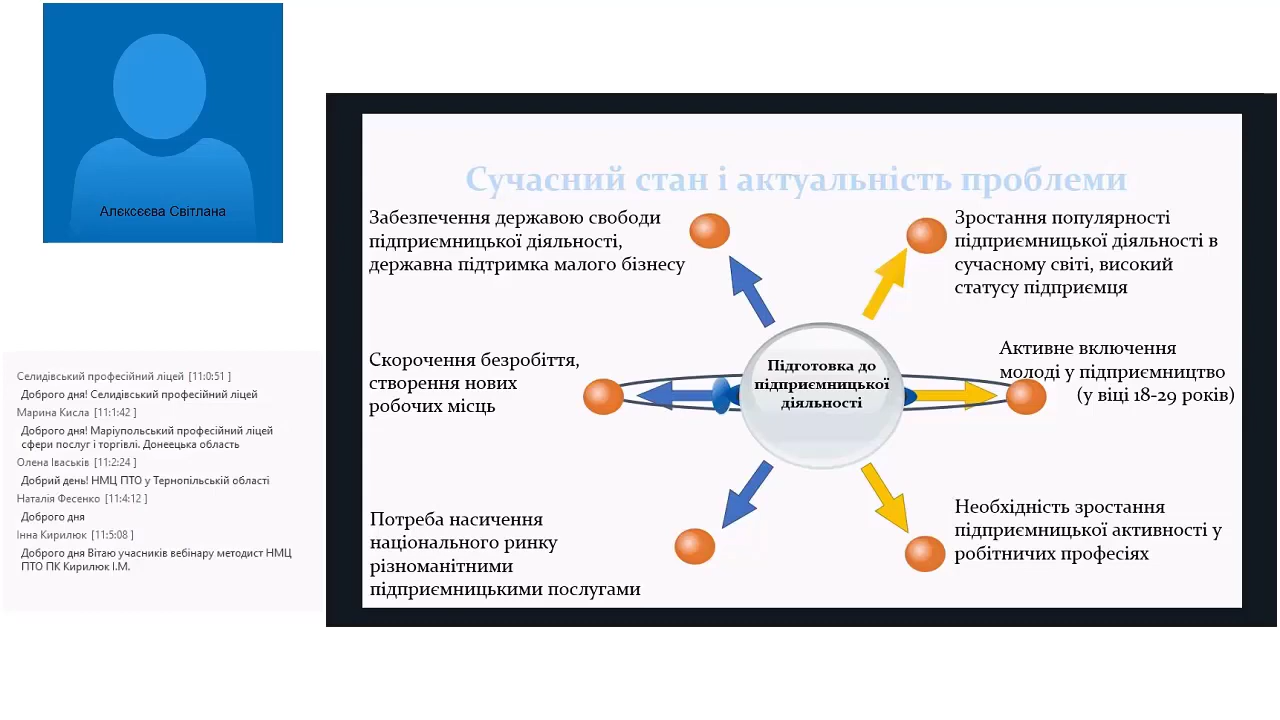 Алєксєєва Світлана
Селидівський професійний ліцей [11:0:51 ]
Доброго дня! Селидівський професійний ліцей
Марина Кисла [11:1:42 ]
Доброго дня! Маріупольський професійний ліцей
сфери послуг і торгівлі. Донеецька область
Олена Іваськів [11:2:24 ]
Добрий день! НМЦ ПТО у Тернопільській області
Наталія Фесенко [11:4:12 ]
Доброго дня
Інна Кирилюк [11:5:08 ]
Доброго дня Вітаю учасників вебінару методист НМЦ
ПТО ПК Кирилюк І.М.
Сучасний стан і актуальність проблеми
Забезпечення державою свободи
підприємницької діяльності,
державна підтримка малого бізнесу
Зростання популярності
підприємницької діяльності в
сучасному світі, високий
статусу підприємця
Скорочення безробіття,
створення нових
робочих місць
Підготовка до
підприємницької
діяльності
Активне включення
молоді у підприємництво
(у віці 18-29 років)
Потреба насичення
національного ринку
різноманітними
підприємницькими послугами
Необхідність зростання
підприємницької активності у
робітничих професіях